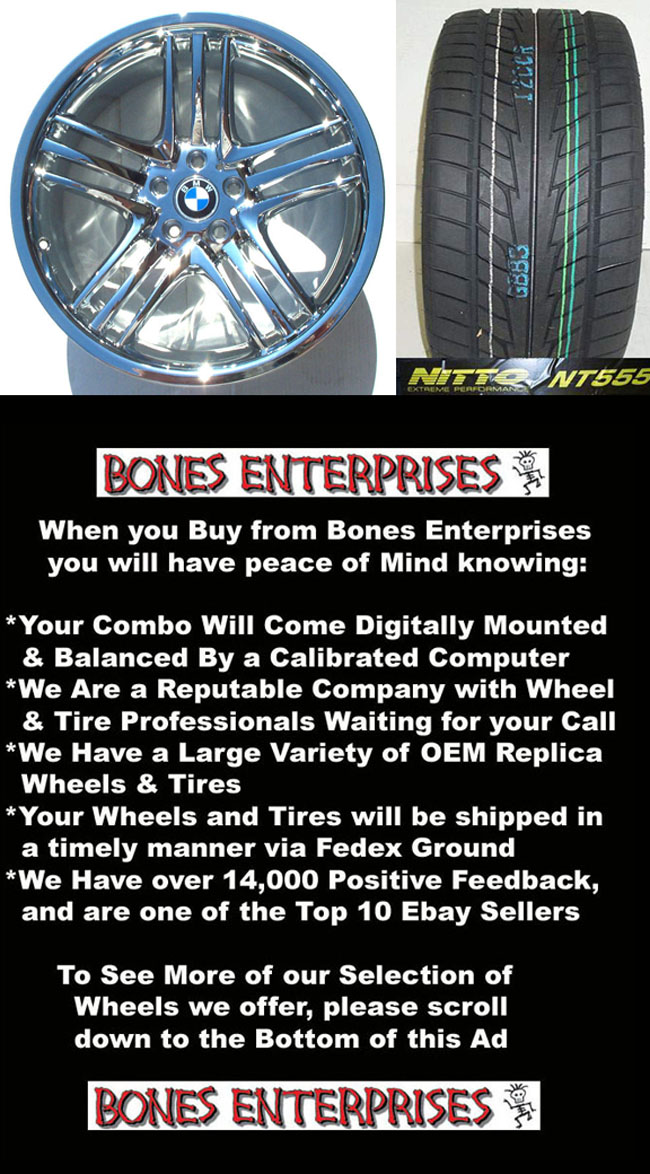 BMW
I2CCR
GBB3
NITTO NT555
EXTREME PERFORMANCE
BONES ENTERPRISES
When you Buy from Bones Enterprises
you will have peace of Mind knowing:
*Your Combo Will Come Digitally Mounted
& Balanced By a Calibrated Computer
*We Are a Reputable Company with Wheel
& Tire Professionals Waiting for your Call
*We Have a Large Variety of OEM Replica
Wheels & Tires
*Your Wheels and Tires will be shipped in
a timely manner via Fedex Ground
*We Have over 14,000 Positive Feedback,
and are one of the Top 10 Ebay Sellers
To See More of our Selection of
Wheels we offer, please scroll
down to the Bottom of this Ad
BONES ENTERPRISES